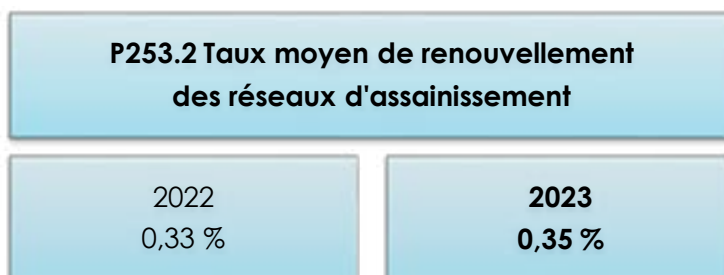 P253.2 Taux moyen de renouvellement
des réseaux d'assainissement
2022
0,33 %
2023
0,35 %